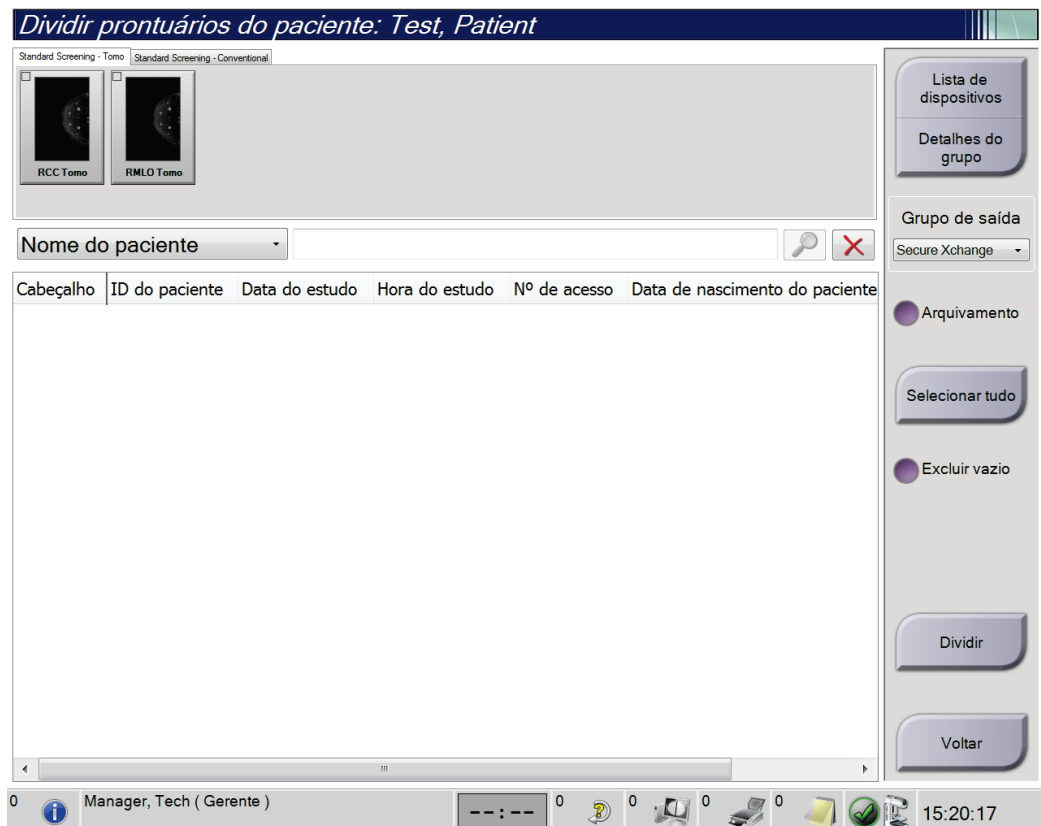 Dividir prontuários do paciente: Test, Patient
Standard Screening - Tomo
Standard Screening - Conventional
RCC Tomo
RMLO Tomo
Nome do paciente
Cabeçalho ID do paciente Data do estudo Hora do estudo Nº de acesso Data de nascimento do paciente
Lista de
dispositivos
Detalhes do
grupo
Grupo de saída
Secure Xchange
Arquivamento
Selecionar tudo
Excluir vazio
Dividir
Voltar
0 Manager, Tech ( Gerente ) --:-- 0 0 0 0 15:20:17